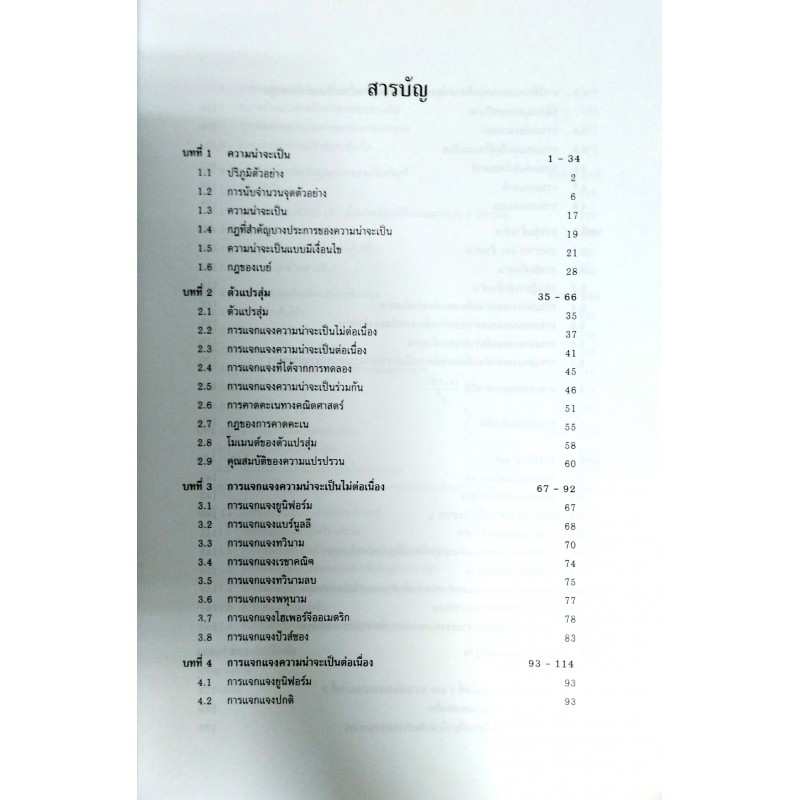 สารบัญ
บทที่ 1 ความน่าจะเป็น 1 - 34
1.1 ปริภูมิตัวอย่าง 2
1.2 การนับจำนวนจุดตัวอย่าง 6
1.3 ความน่าจะเป็น 17
1.4 กฎที่สำคัญบางประการของความน่าจะเป็น 19
1.5 ความน่าจะเป็นแบบมีเงื่อนไข 21
1.6 กฎของเบย์ 28
บทที่ 2 ตัวแปรสุ่ม 35 - 66
2.1 ตัวแปรสุ่ม 35
2.2 การแจกแจงความน่าจะเป็นไม่ต่อเนื่อง 37
2.3 การแจกแจงความน่าจะเป็นต่อเนื่อง 41
2.4 การแจกแจงที่ได้จากการทดลอง 45
2.5 การแจกแจงความน่าจะเป็นร่วมกัน 46
2.6 การคาดคะเนทางคณิตศาสตร์ 51
2.7 กฎของการคาดคะเน 55
2.8 โมเมนต์ของตัวแปรสุ่ม 58
2.9 คุณสมบัติของความแปรปรวน 60
บทที่ 3 การแจกแจงความน่าจะเป็นไม่ต่อเนื่อง 67 - 92
3.1 การแจกแจงยูนิฟอร์ม 67
3.2 การแจกแจงแบร์นูลลี 68
3.3 การแจกแจงทวินาม 70
3.4 การแจกแจงเรขาคณิต 74
3.5 การแจกแจงทวินามลบ 75
3.6 การแจกแจงพหุนาม 77
3.7 การแจกแจงไฮเพอร์จีออเมตริก 78
3.8 การแจกแจงปัวส์ซอง 83
บทที่ 4 การแจกแจงความน่าจะเป็นต่อเนื่อง 93 - 114
4.1 การแจกแจงยูนิฟอร์ม 93
4.2 การแจกแจงปกติ 93